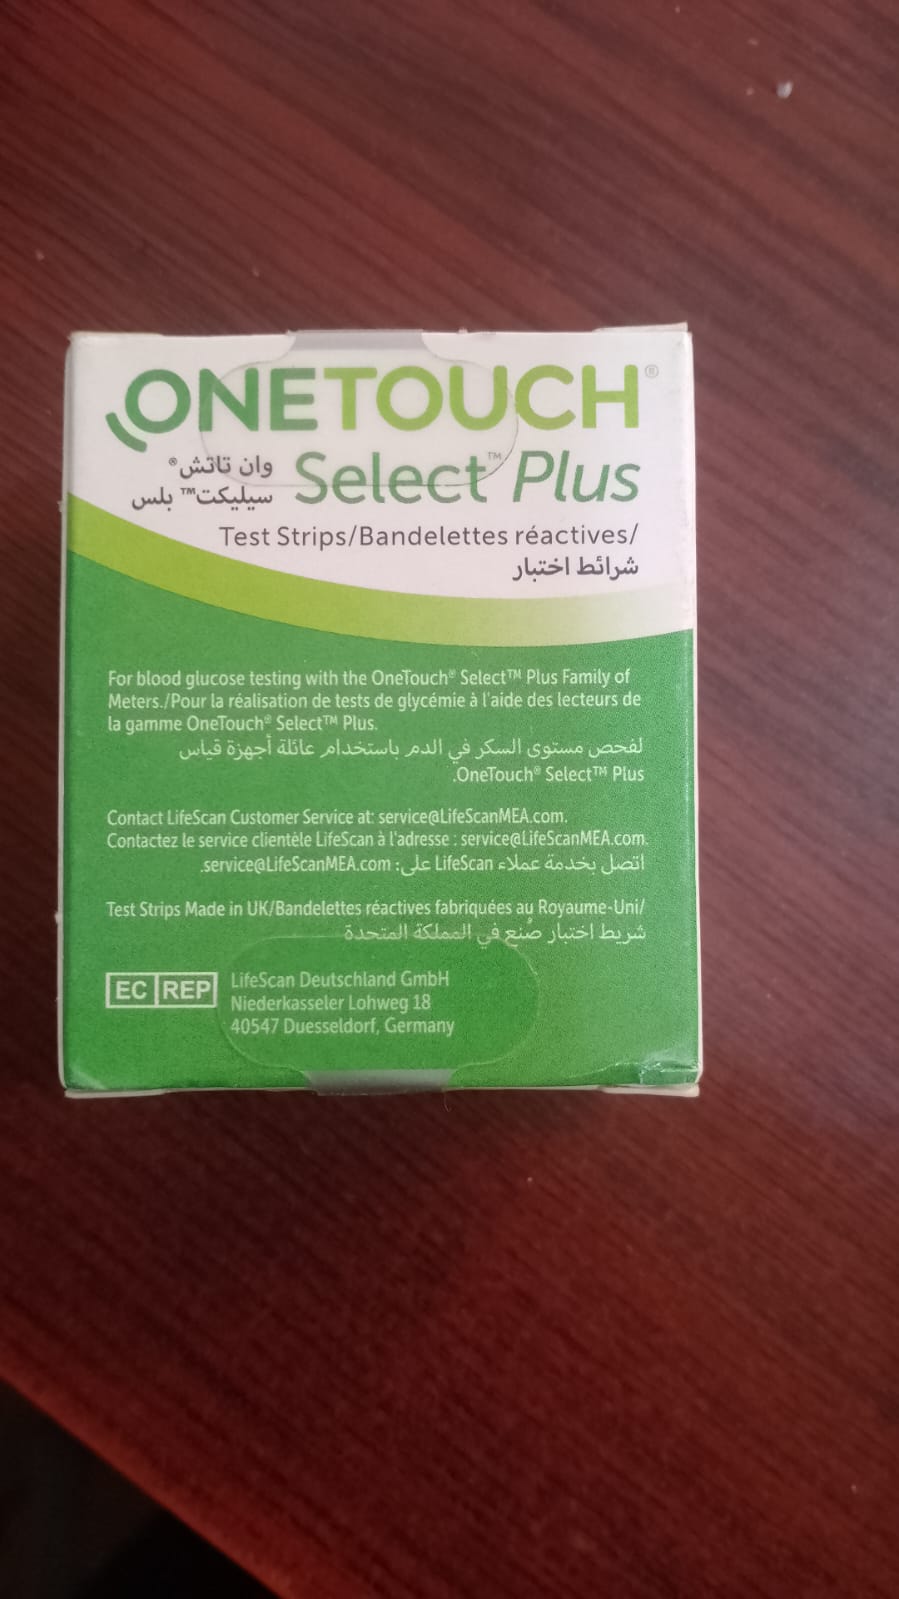 ONETOUCH®
وان تاتش®
سيليكت™ بلس
Select™ Plus
Test Strips/Bandelettes réactives/
شرائط اختبار
For blood glucose testing with the OneTouch® Select™ Plus Family of
Meters./Pour la réalisation de tests de glycémie à l'aide des lecteurs de
la gamme OneTouch® Select™ Plus.
لفحص مستوى السكر في الدم باستخدام عائلة أجهزة قياس
OneTouch® Select™ Plus.
Contact LifeScan Customer Service at: service@LifeScanMEA.com.
Contactez le service clientèle LifeScan à l'adresse : service@LifeScanMEA.com.
اتصل بخدمة عملاء LifeScan على: service@LifeScanMEA.com.
Test Strips Made in UK/Bandelettes réactives fabriquées au Royaume-Uni/
شريط اختبار صُنع في المملكة المتحدة
EC REP
LifeScan Deutschland GmbH
Niederkasseler Lohweg 18
40547 Duesseldorf, Germany